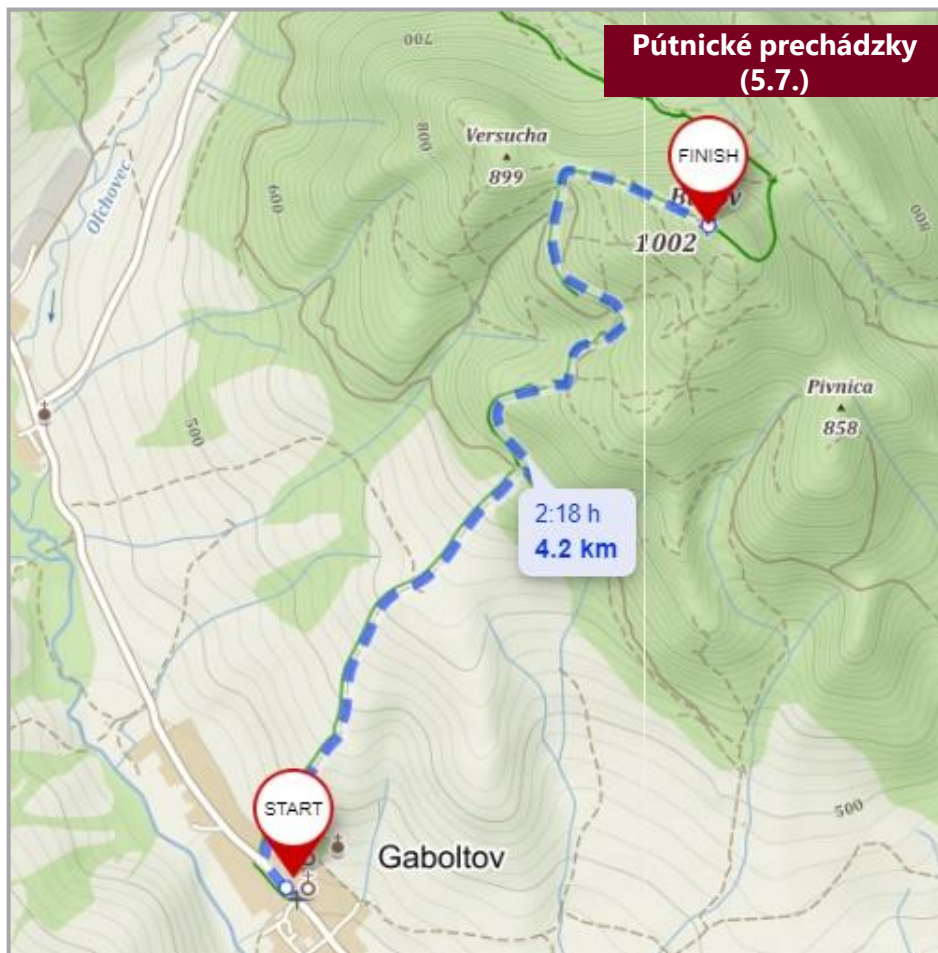 Pútnické prechádzky
(5.7.)
700
Versucha
899
800
600
FINISH
1002
800
Oľchovec
Pivnica
858
500
2:18 h
4.2 km
START
Gaboltov
500